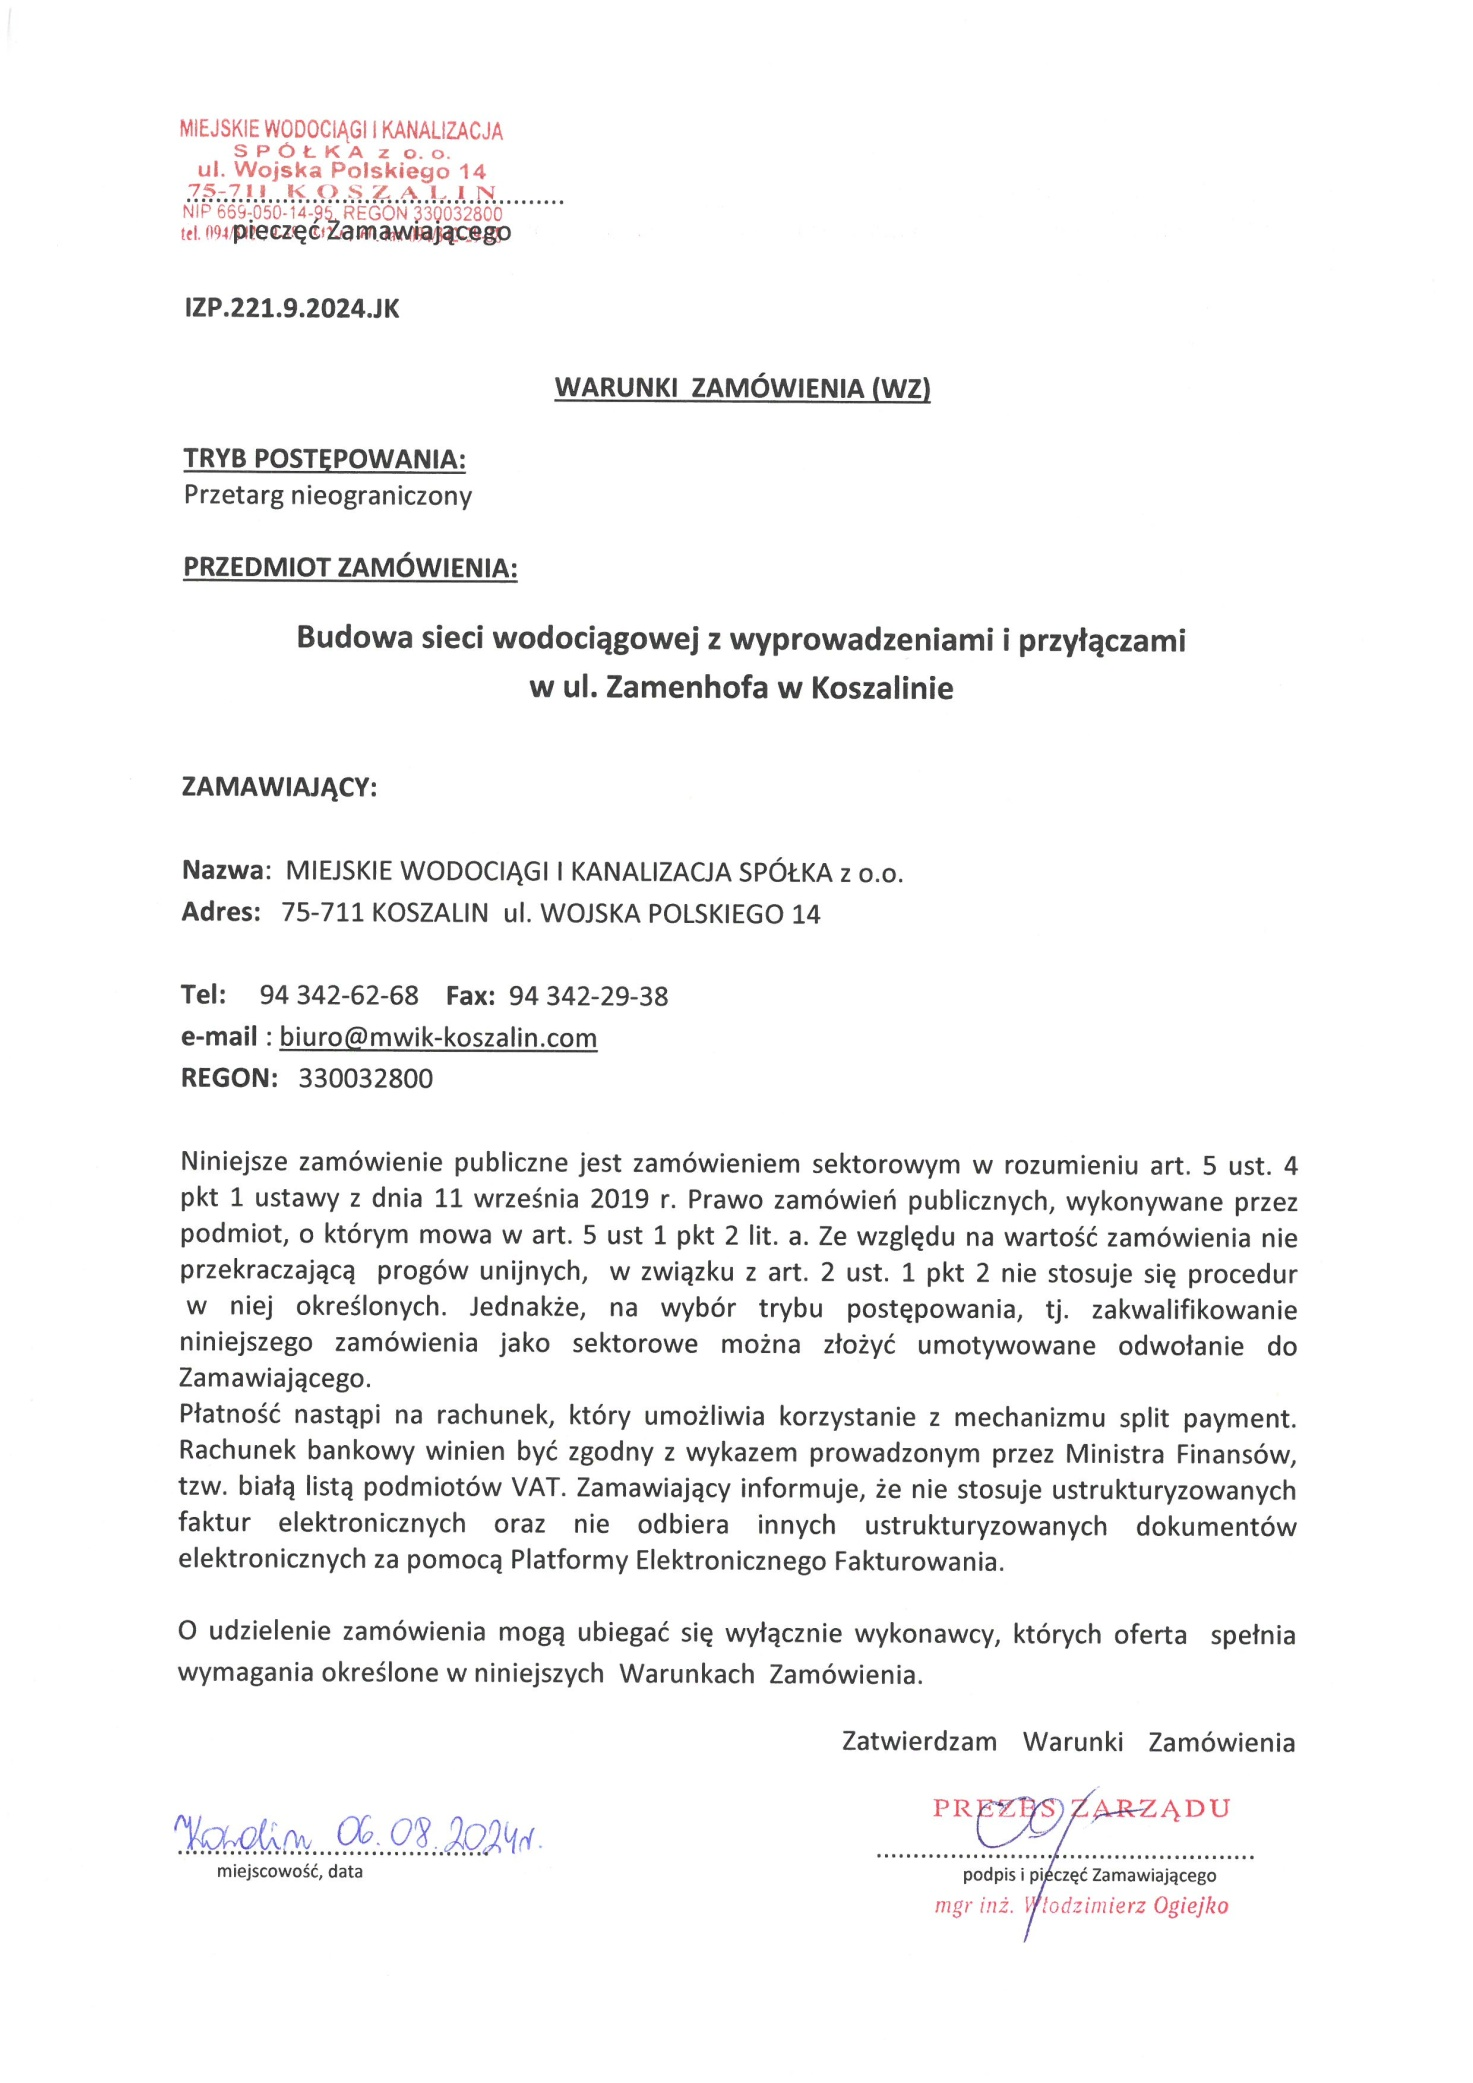 MIEJSKIE WODOCIĄGI I KANALIZACJA
SPÓŁKA z o.o.
ul. Wojska Polskiego 14
75-711 KOSZALIN
NIP 669-050-14-95, REGON 330032800
tel. 094/
pieczęć Zamawiającego
IZP.221.9.2024.JK
WARUNKI ZAMÓWIENIA (WZ)
TRYB POSTĘPOWANIA:
Przetarg nieograniczony
PRZEDMIOT ZAMÓWIENIA:
Budowa sieci wodociągowej z wyprowadzeniami i przyłączami
w ul. Zamenhofa w Koszalinie
ZAMAWIAJĄCY:
Nazwa: MIEJSKIE WODOCIĄGI I KANALIZACJA SPÓŁKA z o.o.
Adres: 75-711 KOSZALIN ul. WOJSKA POLSKIEGO 14
Tel: 94 342-62-68 Fax: 94 342-29-38
e-mail : biuro@mwik-koszalin.com
REGON: 330032800
Niniejsze zamówienie publiczne jest zamówieniem sektorowym w rozumieniu art. 5 ust. 4
pkt 1 ustawy z dnia 11 września 2019 r. Prawo zamówień publicznych, wykonywane przez
podmiot, o którym mowa w art. 5 ust 1 pkt 2 lit. a. Ze względu na wartość zamówienia nie
przekraczającą progów unijnych, w związku z art. 2 ust. 1 pkt 2 nie stosuje się procedur
w niej określonych. Jednakże, na wybór trybu postępowania, tj. zakwalifikowanie
niniejszego zamówienia jako sektorowe można złożyć umotywowane odwołanie do
Zamawiającego.
Płatność nastąpi na rachunek, który umożliwia korzystanie z mechanizmu split payment.
Rachunek bankowy winien być zgodny z wykazem prowadzonym przez Ministra Finansów,
tzw. białą listą podmiotów VAT. Zamawiający informuje, że nie stosuje ustrukturyzowanych
faktur elektronicznych oraz nie odbiera innych ustrukturyzowanych dokumentów
elektronicznych za pomocą Platformy Elektronicznego Fakturowania.
O udzielenie zamówienia mogą ubiegać się wyłącznie wykonawcy, których oferta spełnia
wymagania określone w niniejszych Warunkach Zamówienia.
Zatwierdzam Warunki Zamówienia
PREZES ZARZĄDU
Koszalin 06.08.2024r.
miejscowość, data
podpis i pieczęć Zamawiającego
mgr inż. Włodzimierz Ogiejko